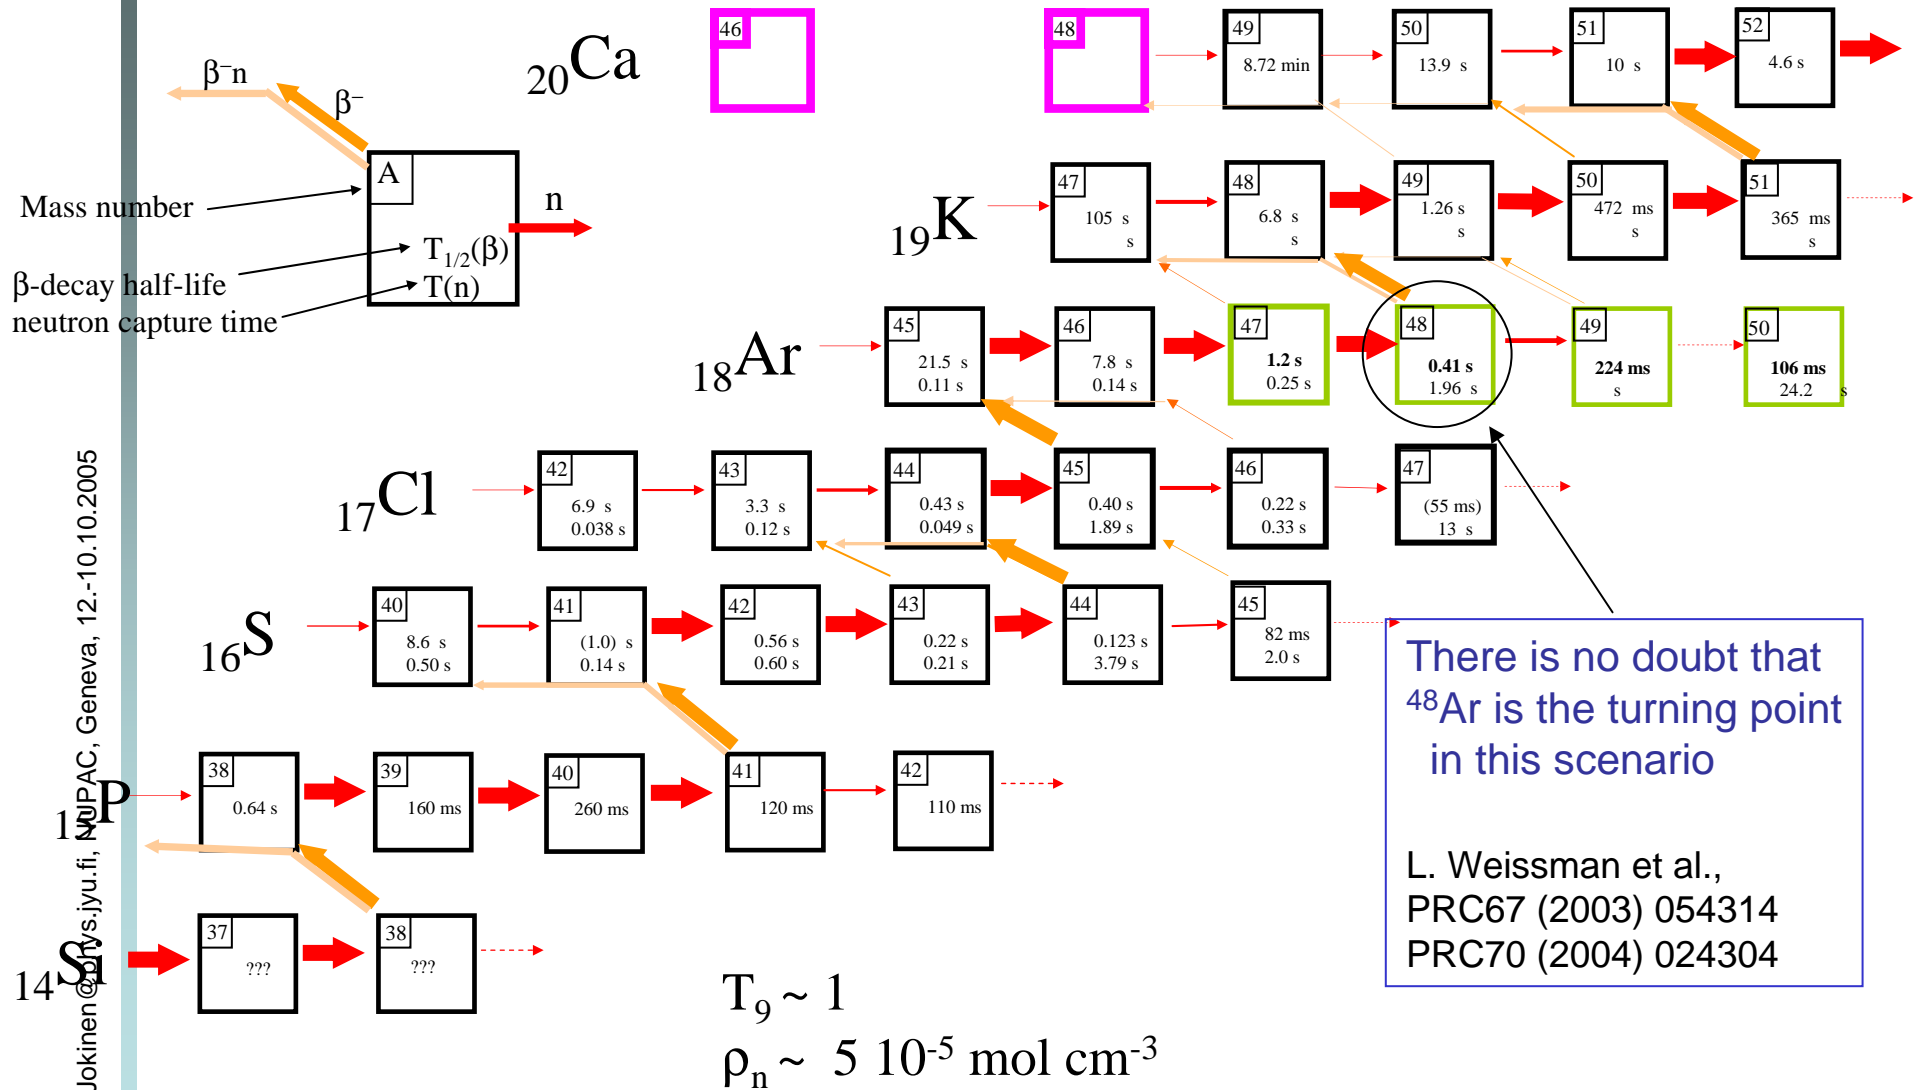 β⁻n
β⁻
A
n
T1/2(β)
T(n)
Mass number
β-decay half-life
neutron capture time
20Ca
46
48
49
8.72 min
50
13.9 s
51
10 s
52
4.6 s
19K
47
105 s
s
48
6.8 s
s
49
1.26 s
s
50
472 ms
s
51
365 ms
s
18Ar
45
21.5 s
0.11 s
46
7.8 s
0.14 s
47
1.2 s
0.25 s
48
0.41 s
1.96 s
49
224 ms
s
50
106 ms
24.2 s
17Cl
42
6.9 s
0.038 s
43
3.3 s
0.12 s
44
0.43 s
0.049 s
45
0.40 s
1.89 s
46
0.22 s
0.33 s
47
(55 ms)
13 s
16S
40
8.6 s
0.50 s
41
(1.0) s
0.14 s
42
0.56 s
0.60 s
43
0.22 s
0.21 s
44
0.123 s
3.79 s
45
82 ms
2.0 s
15P
38
0.64 s
39
160 ms
40
260 ms
41
120 ms
42
110 ms
14Si
37
???
38
???
T9 ~ 1
ρn ~ 5 10⁻⁵ mol cm⁻³
There is no doubt that
⁴⁸Ar is the turning point
in this scenario
L. Weissman et al.,
PRC67 (2003) 054314
PRC70 (2004) 024304
Jokinen@phys.jyu.fi, NUPAC, Geneva, 12.-10.10.2005